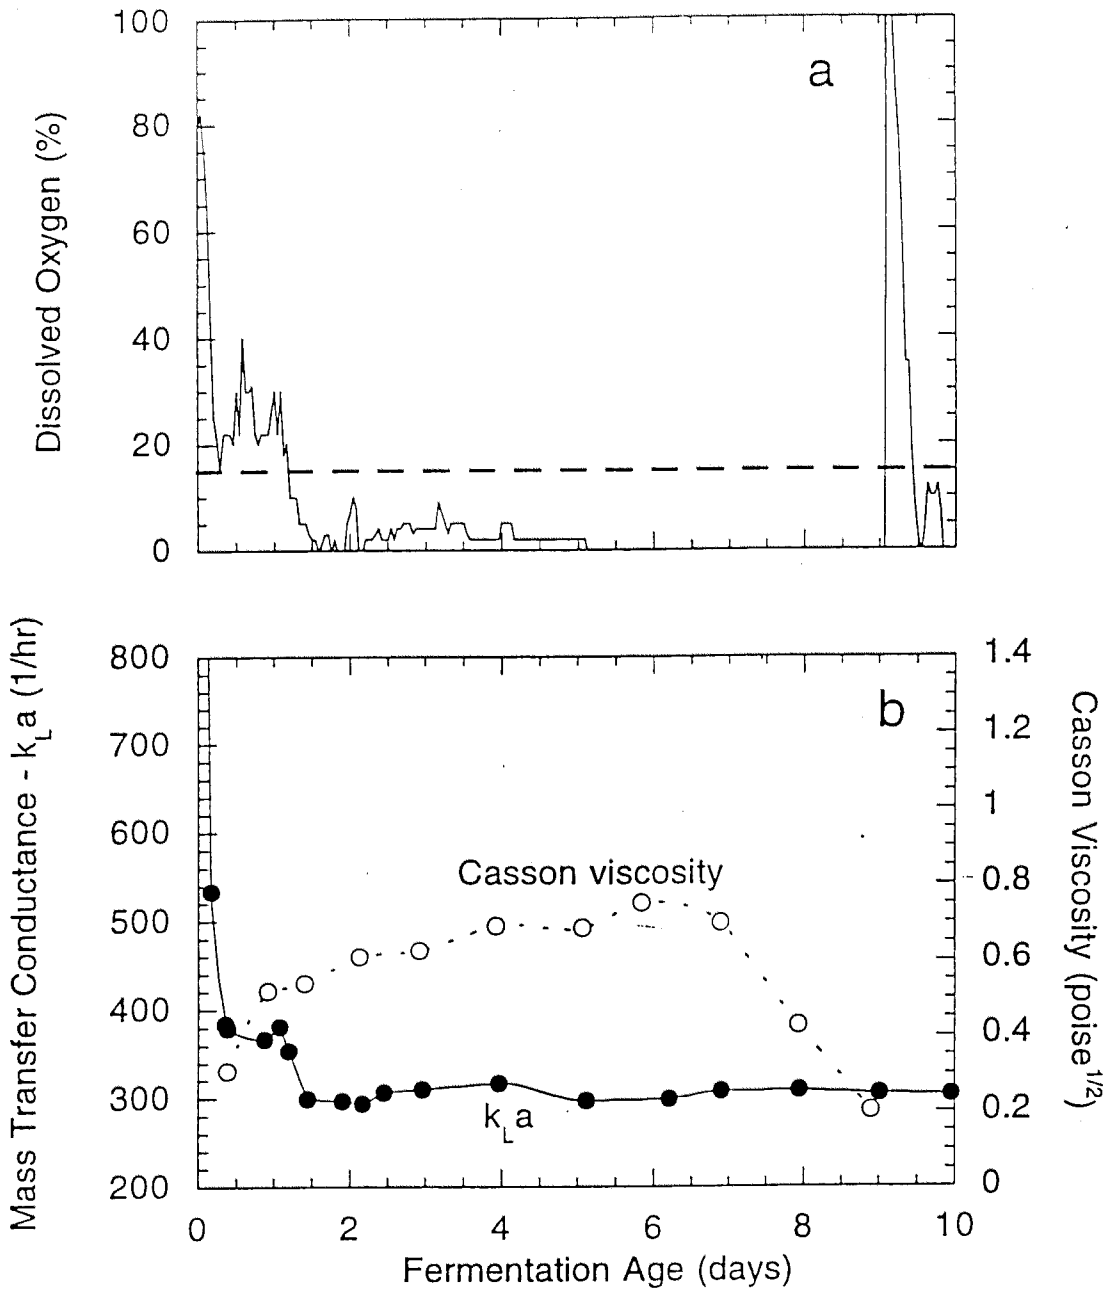 100
80
60
40
20
0
Dissolved Oxygen (%)
a
800
700
600
500
400
300
200
Mass Transfer Conductance - kLa (1/hr)
1.4
1.2
1
0.8
0.6
0.4
0.2
0
Casson Viscosity (poise1/2)
b
Casson viscosity
kLa
0 2 4 6 8 10
Fermentation Age (days)